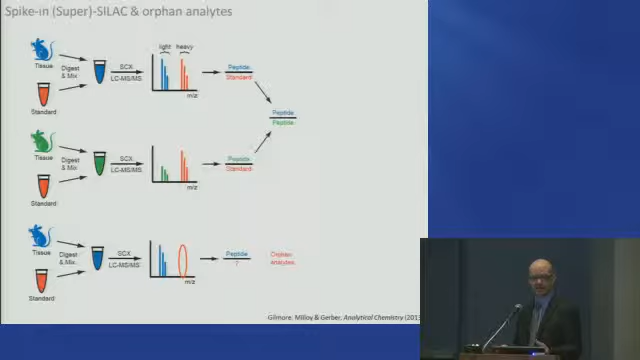 Spike-in (Super)-SILAC & orphan analytes
light heavy
Tissue
Digest
& Mix
SCX
LC-MS/MS
Peptide
Standard
m/z
Standard
Peptide
Peptide
Tissue
Digest
& Mix
SCX
LC-MS/MS
Peptide
Standard
m/z
Standard
Tissue
Digest
& Mix
SCX
LC-MS/MS
Peptide
?
Orphan
analytes
m/z
Standard
Gilmore, Milloy & Gerber, Analytical Chemistry (2013